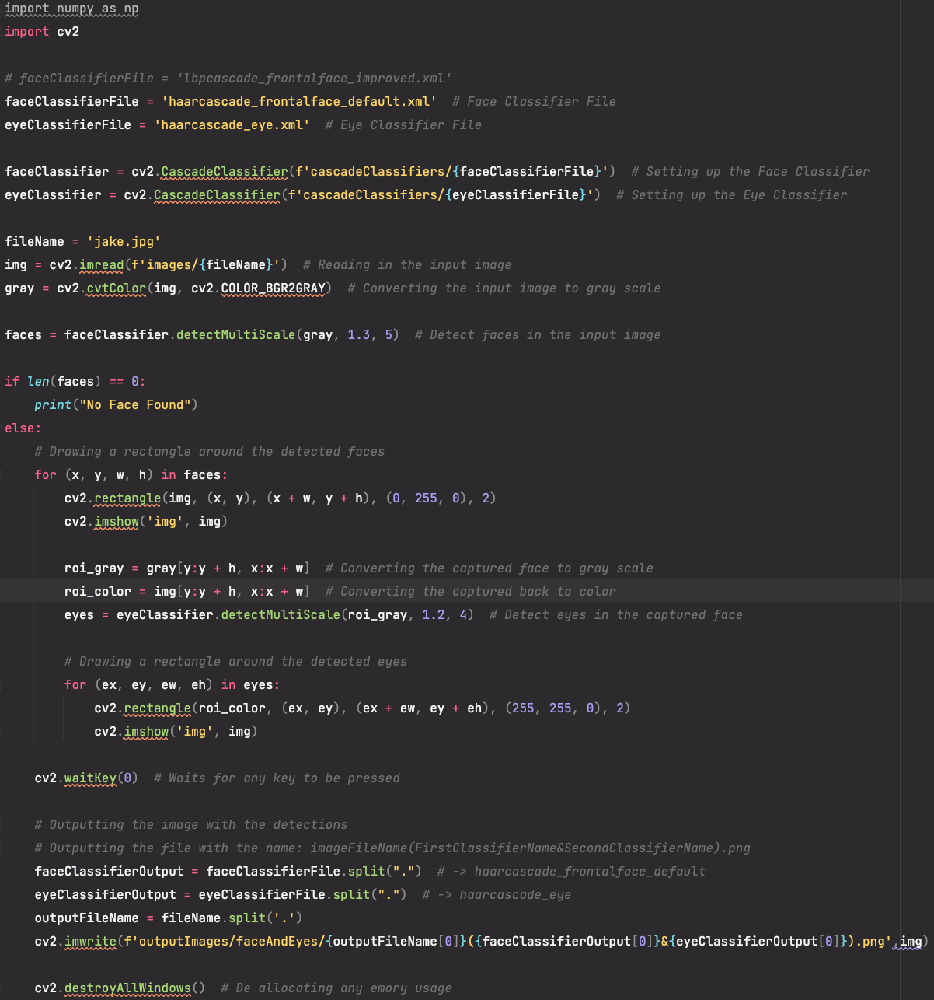 import numpy as np
import cv2
# faceClassifierFile = 'lbpcascade_frontalface_improved.xml'
faceClassifierFile = 'haarcascade_frontalface_default.xml'  # Face Classifier File
eyeClassifierFile = 'haarcascade_eye.xml'  # Eye Classifier File
faceClassifier = cv2.CascadeClassifier(f'cascadeClassifiers/{faceClassifierFile}')  # Setting up the Face Classifier
eyeClassifier = cv2.CascadeClassifier(f'cascadeClassifiers/{eyeClassifierFile}')  # Setting up the Eye Classifier
fileName = 'jake.jpg'
img = cv2.imread(f'images/{fileName}')  # Reading in the input image
gray = cv2.cvtColor(img, cv2.COLOR_BGR2GRAY)  # Converting the input image to gray scale
faces = faceClassifier.detectMultiScale(gray, 1.3, 5)  # Detect faces in the input image
if len(faces) == 0:
    print("No Face Found")
else:
    # Drawing a rectangle around the detected faces
    for (x, y, w, h) in faces:
        cv2.rectangle(img, (x, y), (x + w, y + h), (0, 255, 0), 2)
        cv2.imshow('img', img)
        roi_gray = gray[y:y + h, x:x + w]  # Converting the captured face to gray scale
        roi_color = img[y:y + h, x:x + w]  # Converting the captured back to color
        eyes = eyeClassifier.detectMultiScale(roi_gray, 1.2, 4)  # Detect eyes in the captured face
        # Drawing a rectangle around the detected eyes
        for (ex, ey, ew, eh) in eyes:
            cv2.rectangle(roi_color, (ex, ey), (ex + ew, ey + eh), (255, 255, 0), 2)
            cv2.imshow('img', img)
    cv2.waitKey(0)  # Waits for any key to be pressed
    # Outputting the image with the detections
    # Outputting the file with the name: imageFileName(FirstClassifierName&SecondClassifierName).png
    faceClassifierOutput = faceClassifierFile.split(".")  # -> haarcascade_frontalface_default
    eyeClassifierOutput = eyeClassifierFile.split(".")  # -> haarcascade_eye
    outputFileName = fileName.split('.')
    cv2.imwrite(f'outputImages/faceAndEyes/{outputFileName[0]}({faceClassifierOutput[0]}&{eyeClassifierOutput[0]}).png',img)
    cv2.destroyAllWindows()  # De allocating any emory usage